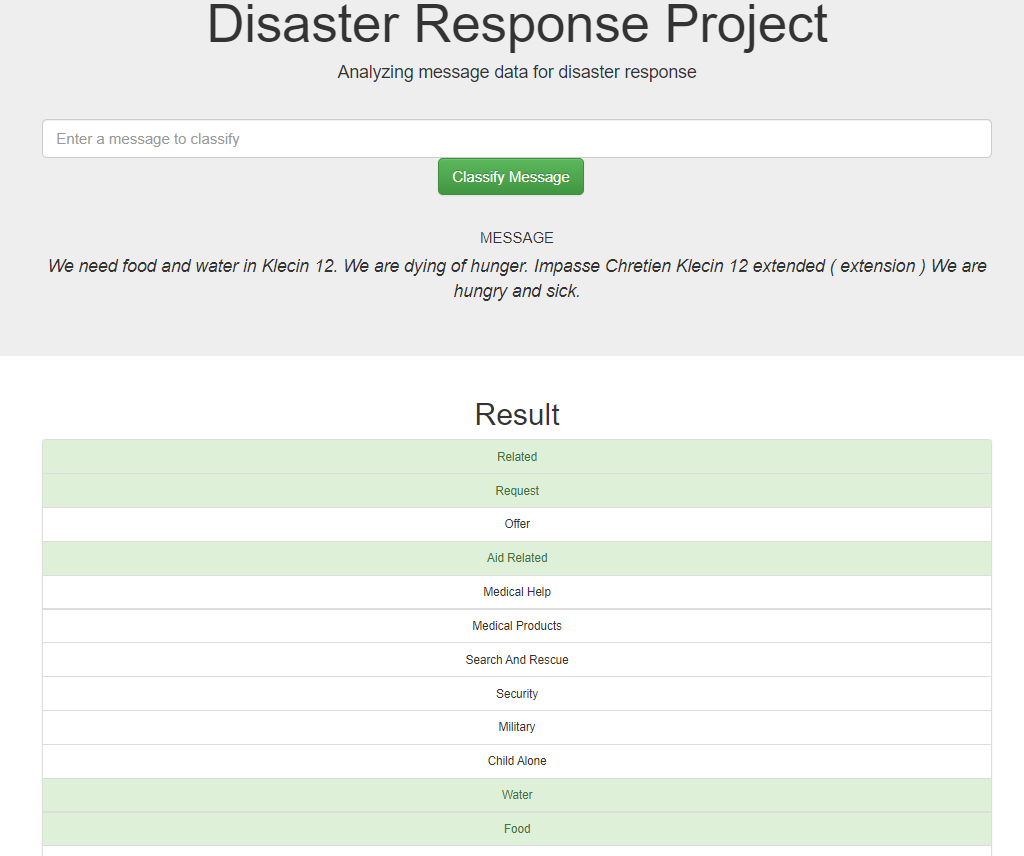 Disaster Response Project
Analyzing message data for disaster response
Enter a message to classify
Classify Message
MESSAGE
We need food and water in Klecin 12. We are dying of hunger. Impasse Chretien Klecin 12 extended ( extension ) We are
hungry and sick.
Result
Related
Request
Offer
Aid Related
Medical Help
Medical Products
Search And Rescue
Security
Military
Child Alone
Water
Food